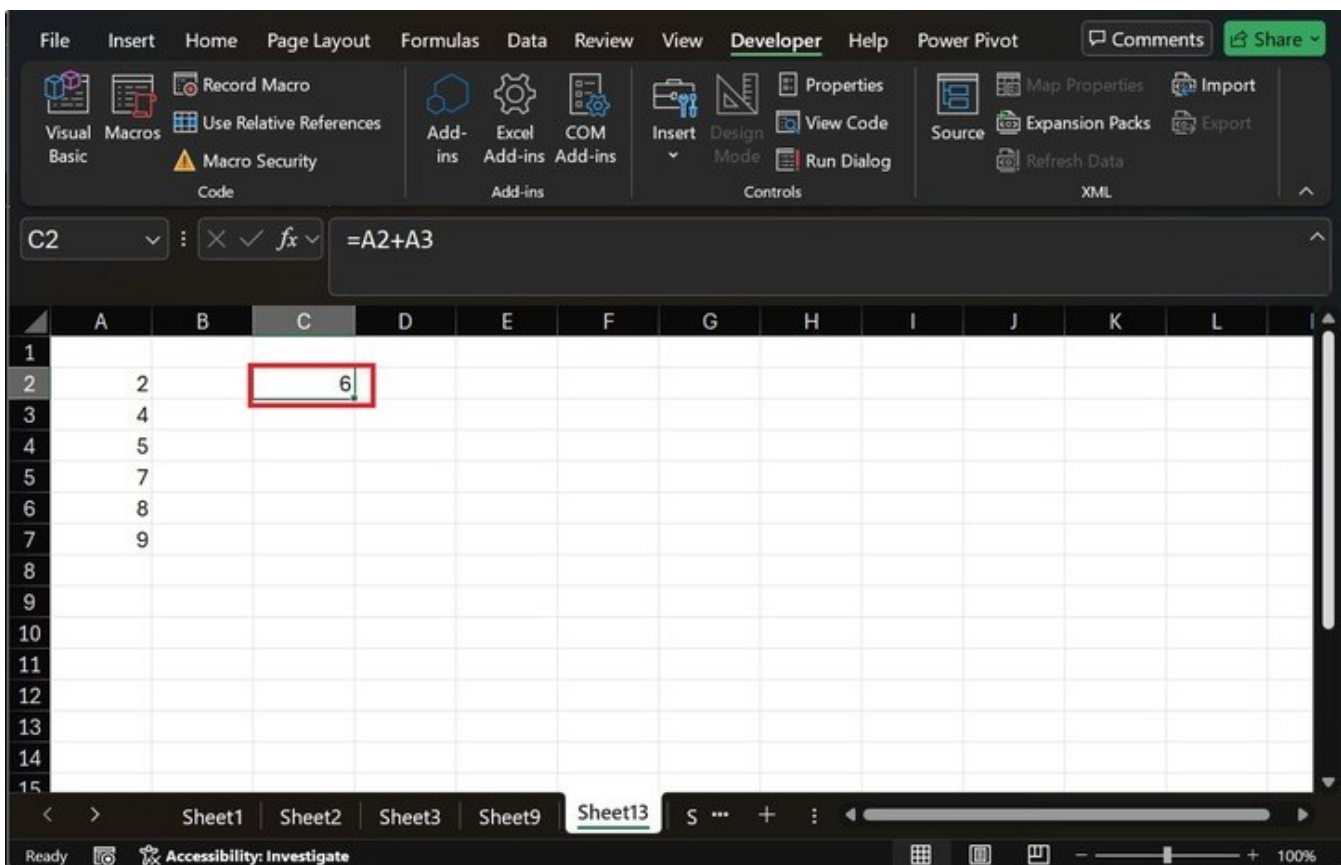 File Insert Home Page Layout Formulas Data Review View Developer Help Power Pivot Comments Share
Visual Basic
Macros
Record Macro
Use Relative References
Macro Security
Code
Add-ins
Excel Add-ins
COM Add-ins
Add-ins
Insert
Design Mode
Properties
View Code
Run Dialog
Controls
Source
Map Properties
Expansion Packs
Refresh Data
Import
Export
XML
C2 fx =A2+A3
A B C D E F G H I J K L
1
2 2 6
3 4
4 5
5 7
6 8
7 9
8
9
10
11
12
13
14
15
Sheet1 Sheet2 Sheet3 Sheet9 Sheet13 S ... +
Ready Accessibility: Investigate - + 100%